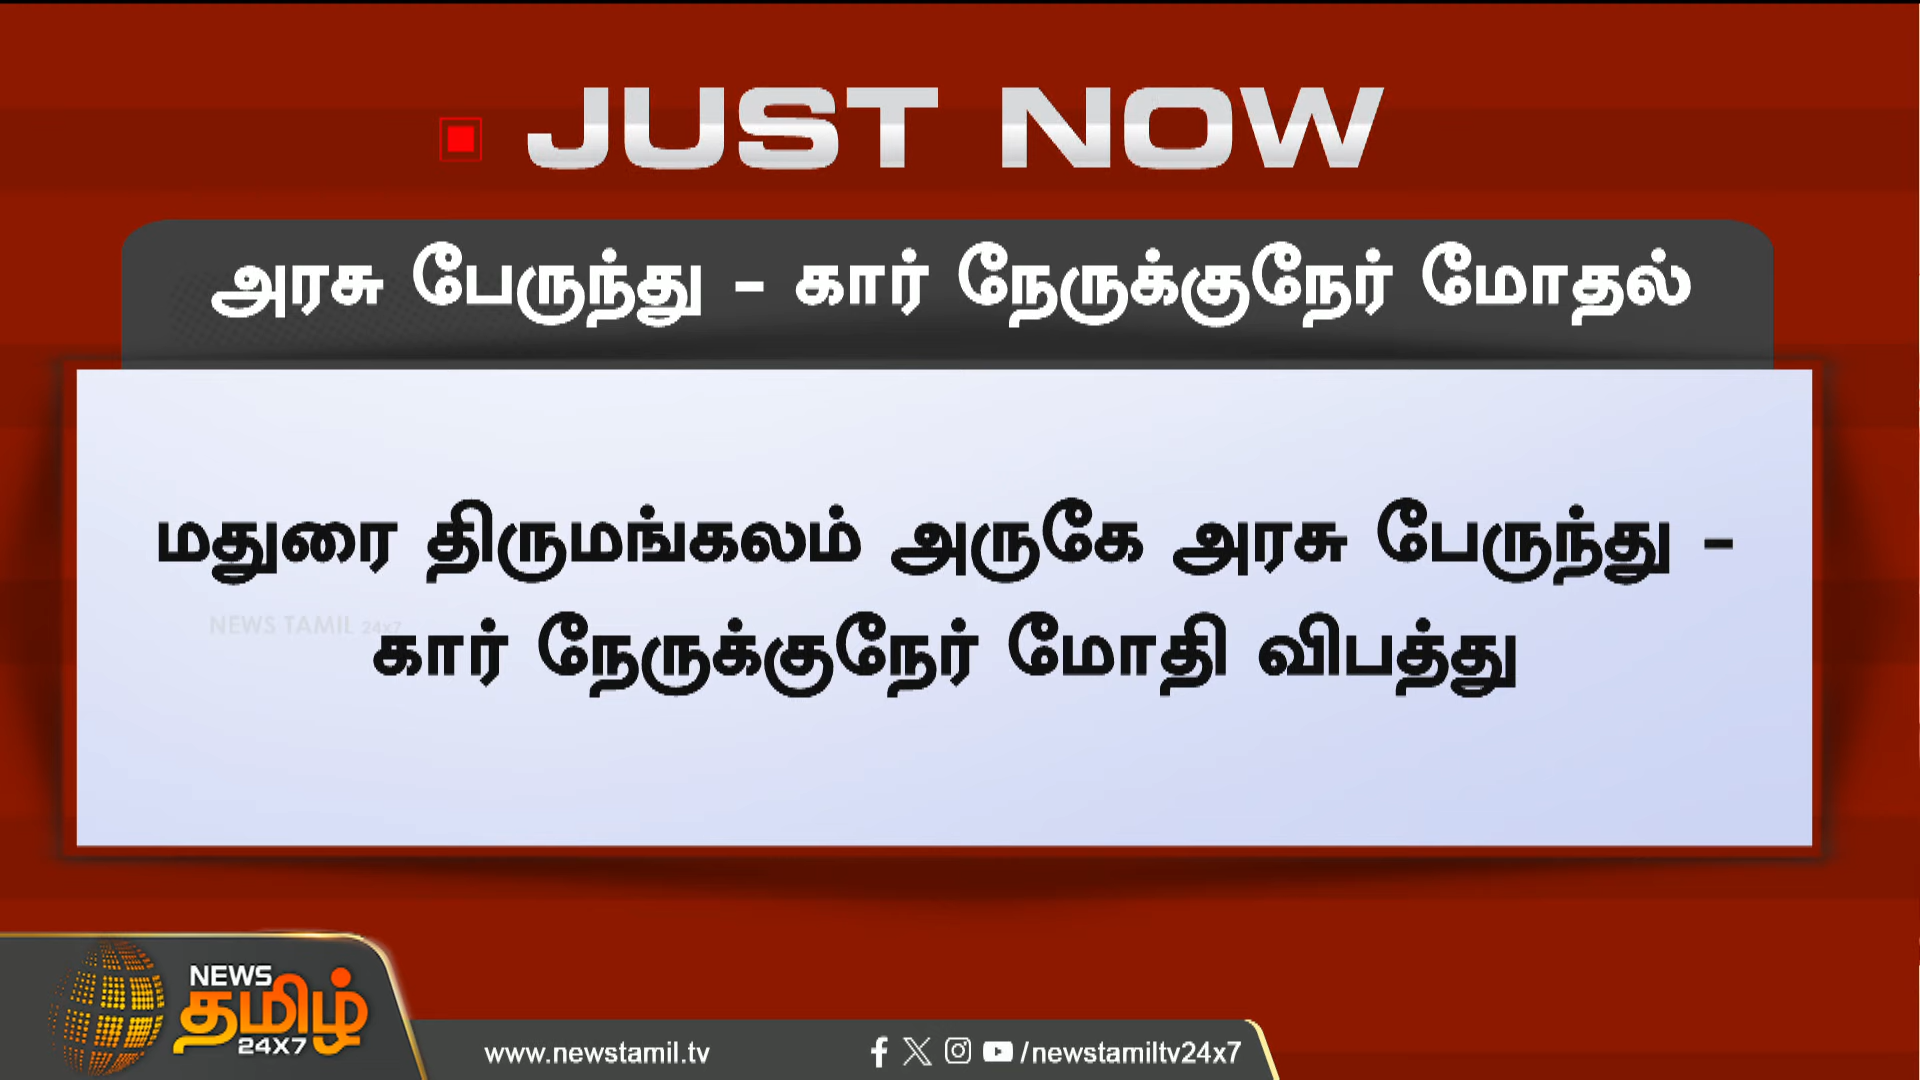 JUST NOW
அரசு பேருந்து - கார் நேருக்குநேர் மோதல்
மதுரை திருமங்கலம் அருகே அரசு பேருந்து -
கார் நேருக்குநேர் மோதி விபத்து
NEWS TAMIL 24x7
NEWS
தமிழ்
24X7
www.newstamil.tv
/newstamiltv24x7